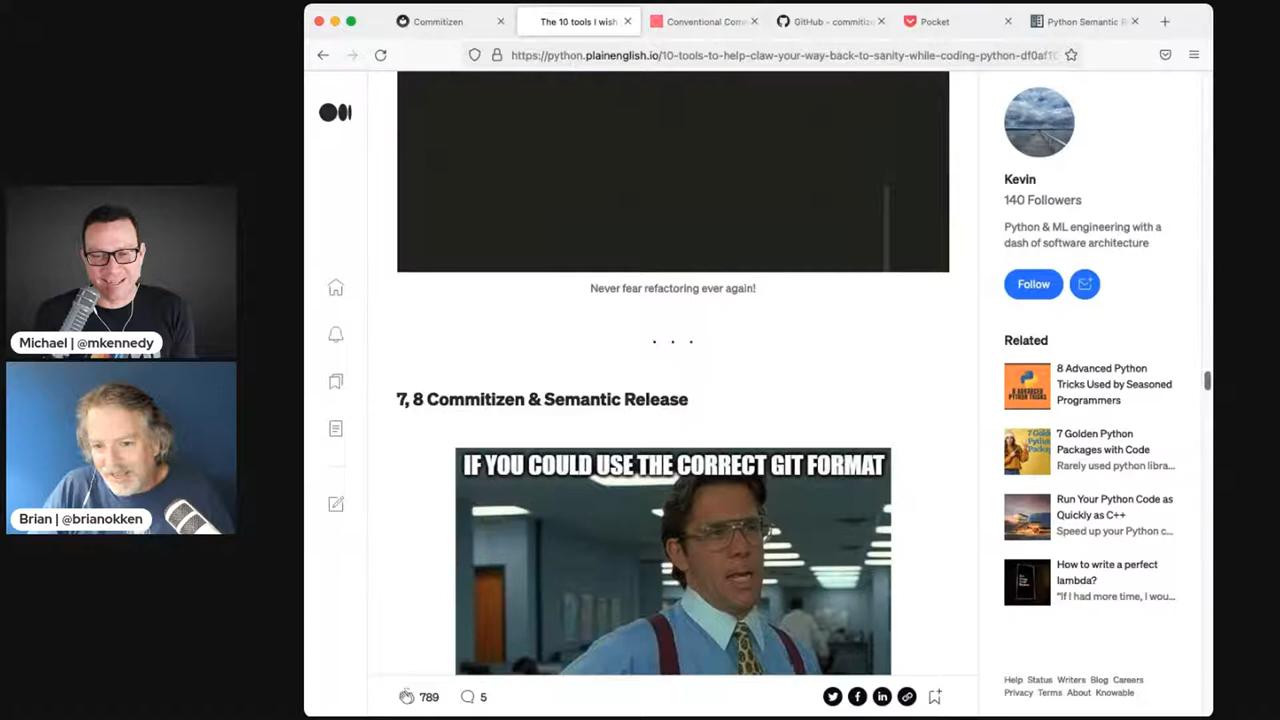 Commitizen
The 10 tools I wish
Conventional Com
GitHub - commitiz
Pocket
Python Semantic R
https://python.plainenglish.io/10-tools-to-help-claw-your-way-back-to-sanity-while-coding-python-df0af1
Kevin
140 Followers
Python & ML engineering with a
dash of software architecture
Follow
Never fear refactoring ever again!
. . .
Related
8 Advanced Python
Tricks Used by Seasoned
Programmers
7 Golden Python
Packages with Code
Rarely used python libra...
Run Your Python Code as
Quickly as C++
Speed up your Python c...
How to write a perfect
lambda?
"If I had more time, I wou...
7, 8 Commitizen & Semantic Release
IF YOU COULD USE THE CORRECT GIT FORMAT
Michael | @mkennedy
Brian | @brianokken
789
5
Help Status Writers Blog Careers
Privacy Terms About Knowable